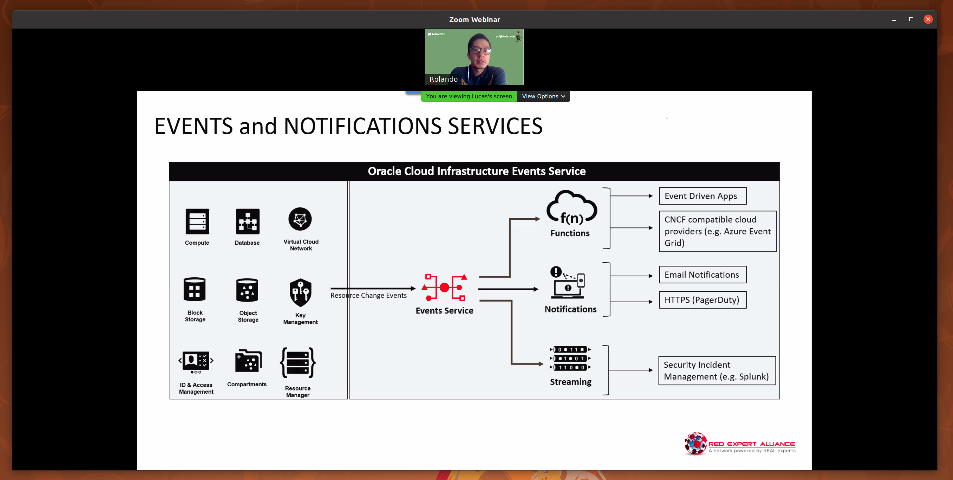 Zoom Webinar
Rolando
You are viewing Lucas's screen
View Options
EVENTS and NOTIFICATIONS SERVICES
Oracle Cloud Infrastructure Events Service
Compute
Database
Virtual Cloud
Network
Block
Storage
Object
Storage
Key
Management
ID & Access
Management
Compartments
Resource
Manager
Resource Change Events
Events Service
f(n)
Functions
Notifications
Streaming
Event Driven Apps
CNCF compatible cloud
providers (e.g. Azure Event
Grid)
Email Notifications
HTTPS (PagerDuty)
Security Incident
Management (e.g. Splunk)
RED EXPERT ALLIANCE
A network powered by REAL experts